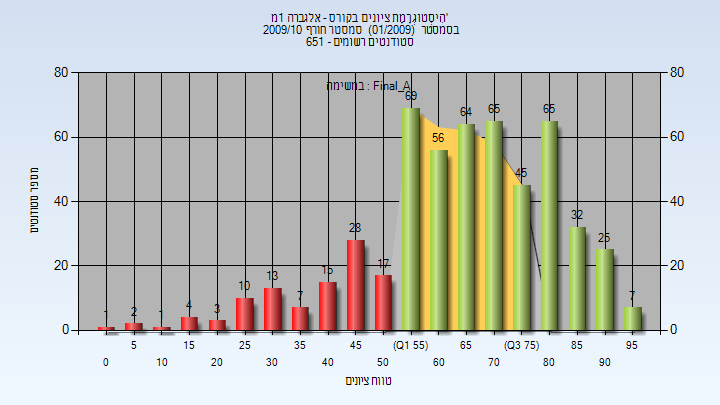 היסטוגרמת ציונים בקורס - אלגברה 1מ'
בסמסטר (01/2009) סמסטר חורף 2009/10
סטודנטים רשומים - 651
במשימה : Final_A
מספר סטודנטים
80 80
60 60
40 40
20 20
0 0
1 2 1 4 3 10 13 7 15 28 17 69 56 64 65 45 65 32 25 7
5 15 25 35 45 (Q1 55) 65 (Q3 75) 85 95
0 10 20 30 40 50 60 70 80 90
טווח ציונים